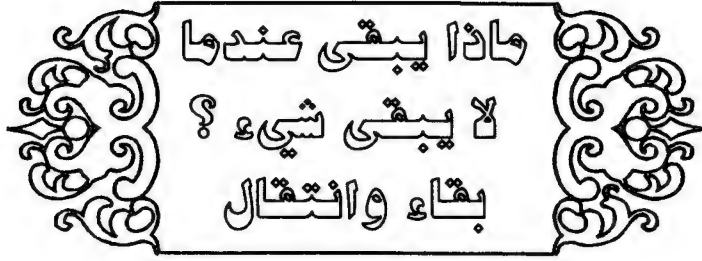 ماذا يبقى عندما
لا يبقى شيء ؟
بقاء وانتقال